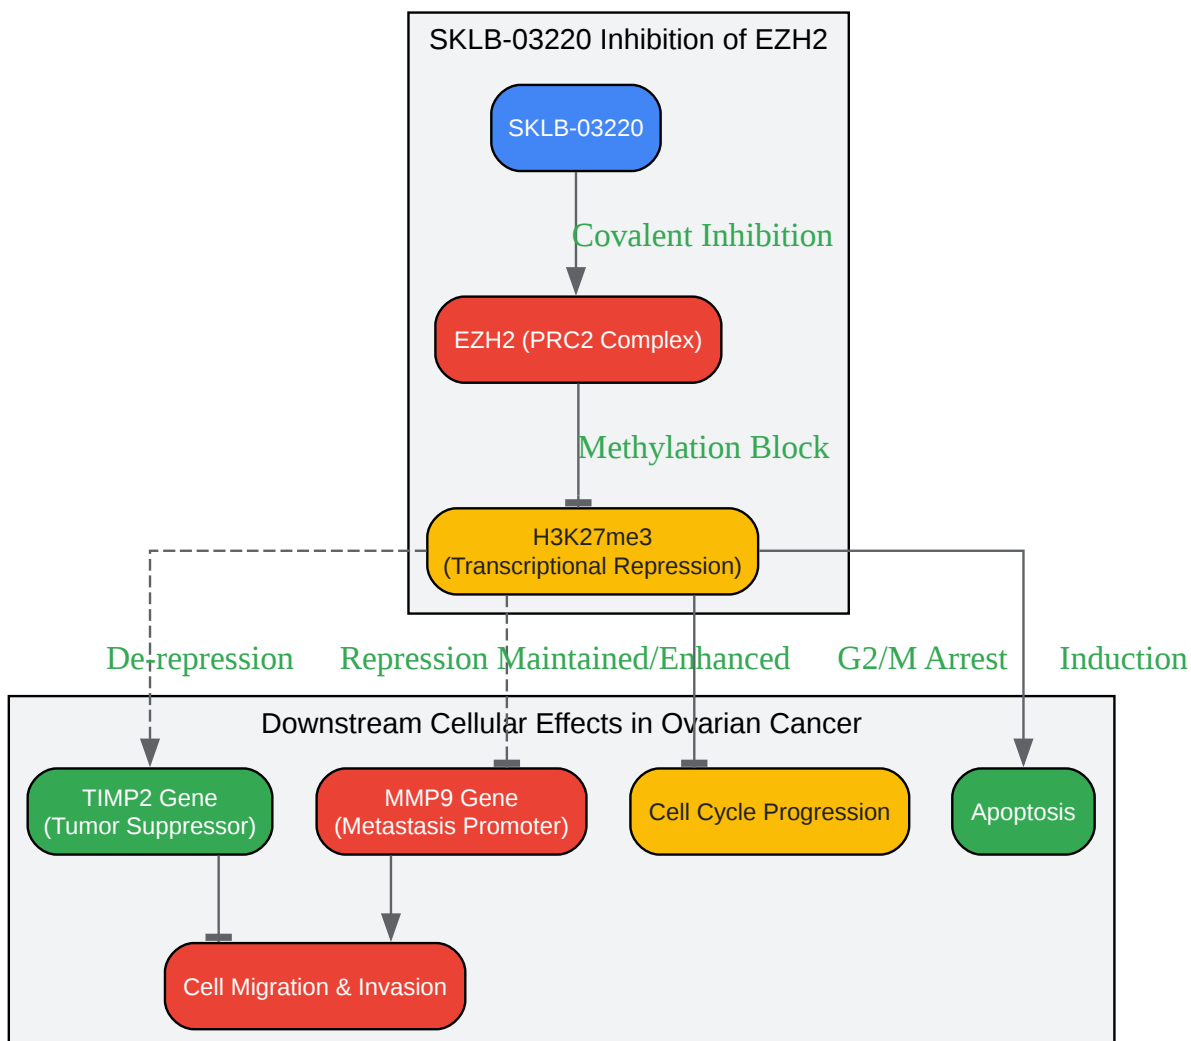 SKLB-03220 Inhibition of EZH2
SKLB-03220
Covalent Inhibition
EZH2 (PRC2 Complex)
Methylation Block
H3K27me3
(Transcriptional Repression)
De-repression
Repression Maintained/Enhanced
G2/M Arrest
Induction
Downstream Cellular Effects in Ovarian Cancer
TIMP2 Gene
(Tumor Suppressor)
MMP9 Gene
(Metastasis Promoter)
Cell Cycle Progression
Apoptosis
Cell Migration & Invasion